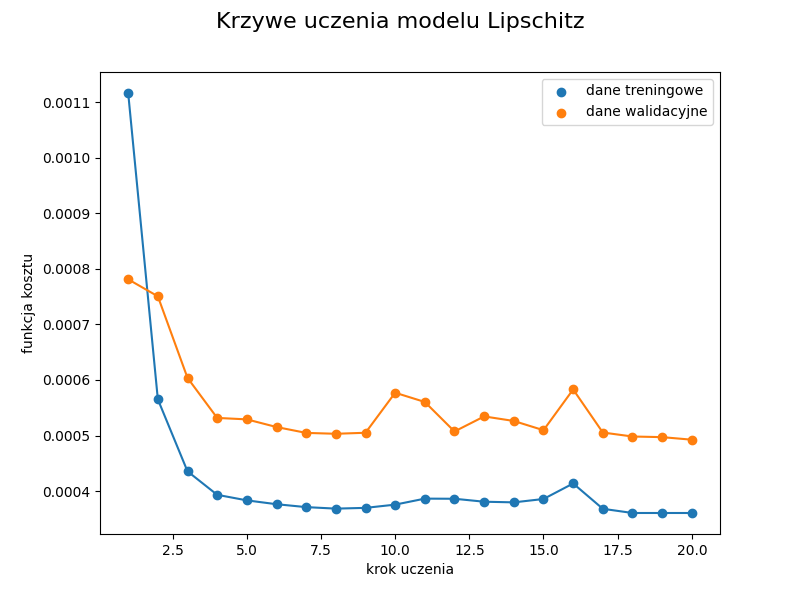 Krzywe uczenia modelu Lipschitz
dane treningowe
dane walidacyjne
0.0011
0.0010
0.0009
0.0008
0.0007
0.0006
0.0005
0.0004
funkcja kosztu
2.5 5.0 7.5 10.0 12.5 15.0 17.5 20.0
krok uczenia